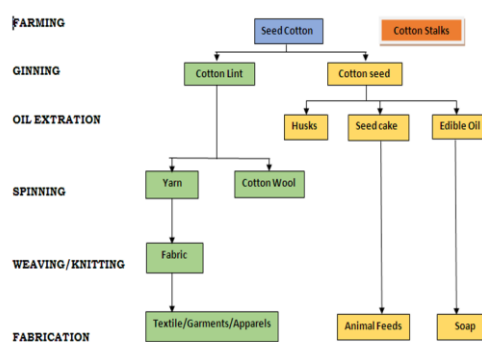 FARMING
Seed Cotton
Cotton Stalks
GINNING
Cotton Lint
Cotton seed
OIL EXTRATION
Husks
Seed cake
Edible Oil
SPINNING
Yarn
Cotton Wool
WEAVING/KNITTING
Fabric
FABRICATION
Textile/Garments/Apparels
Animal Feeds
Soap